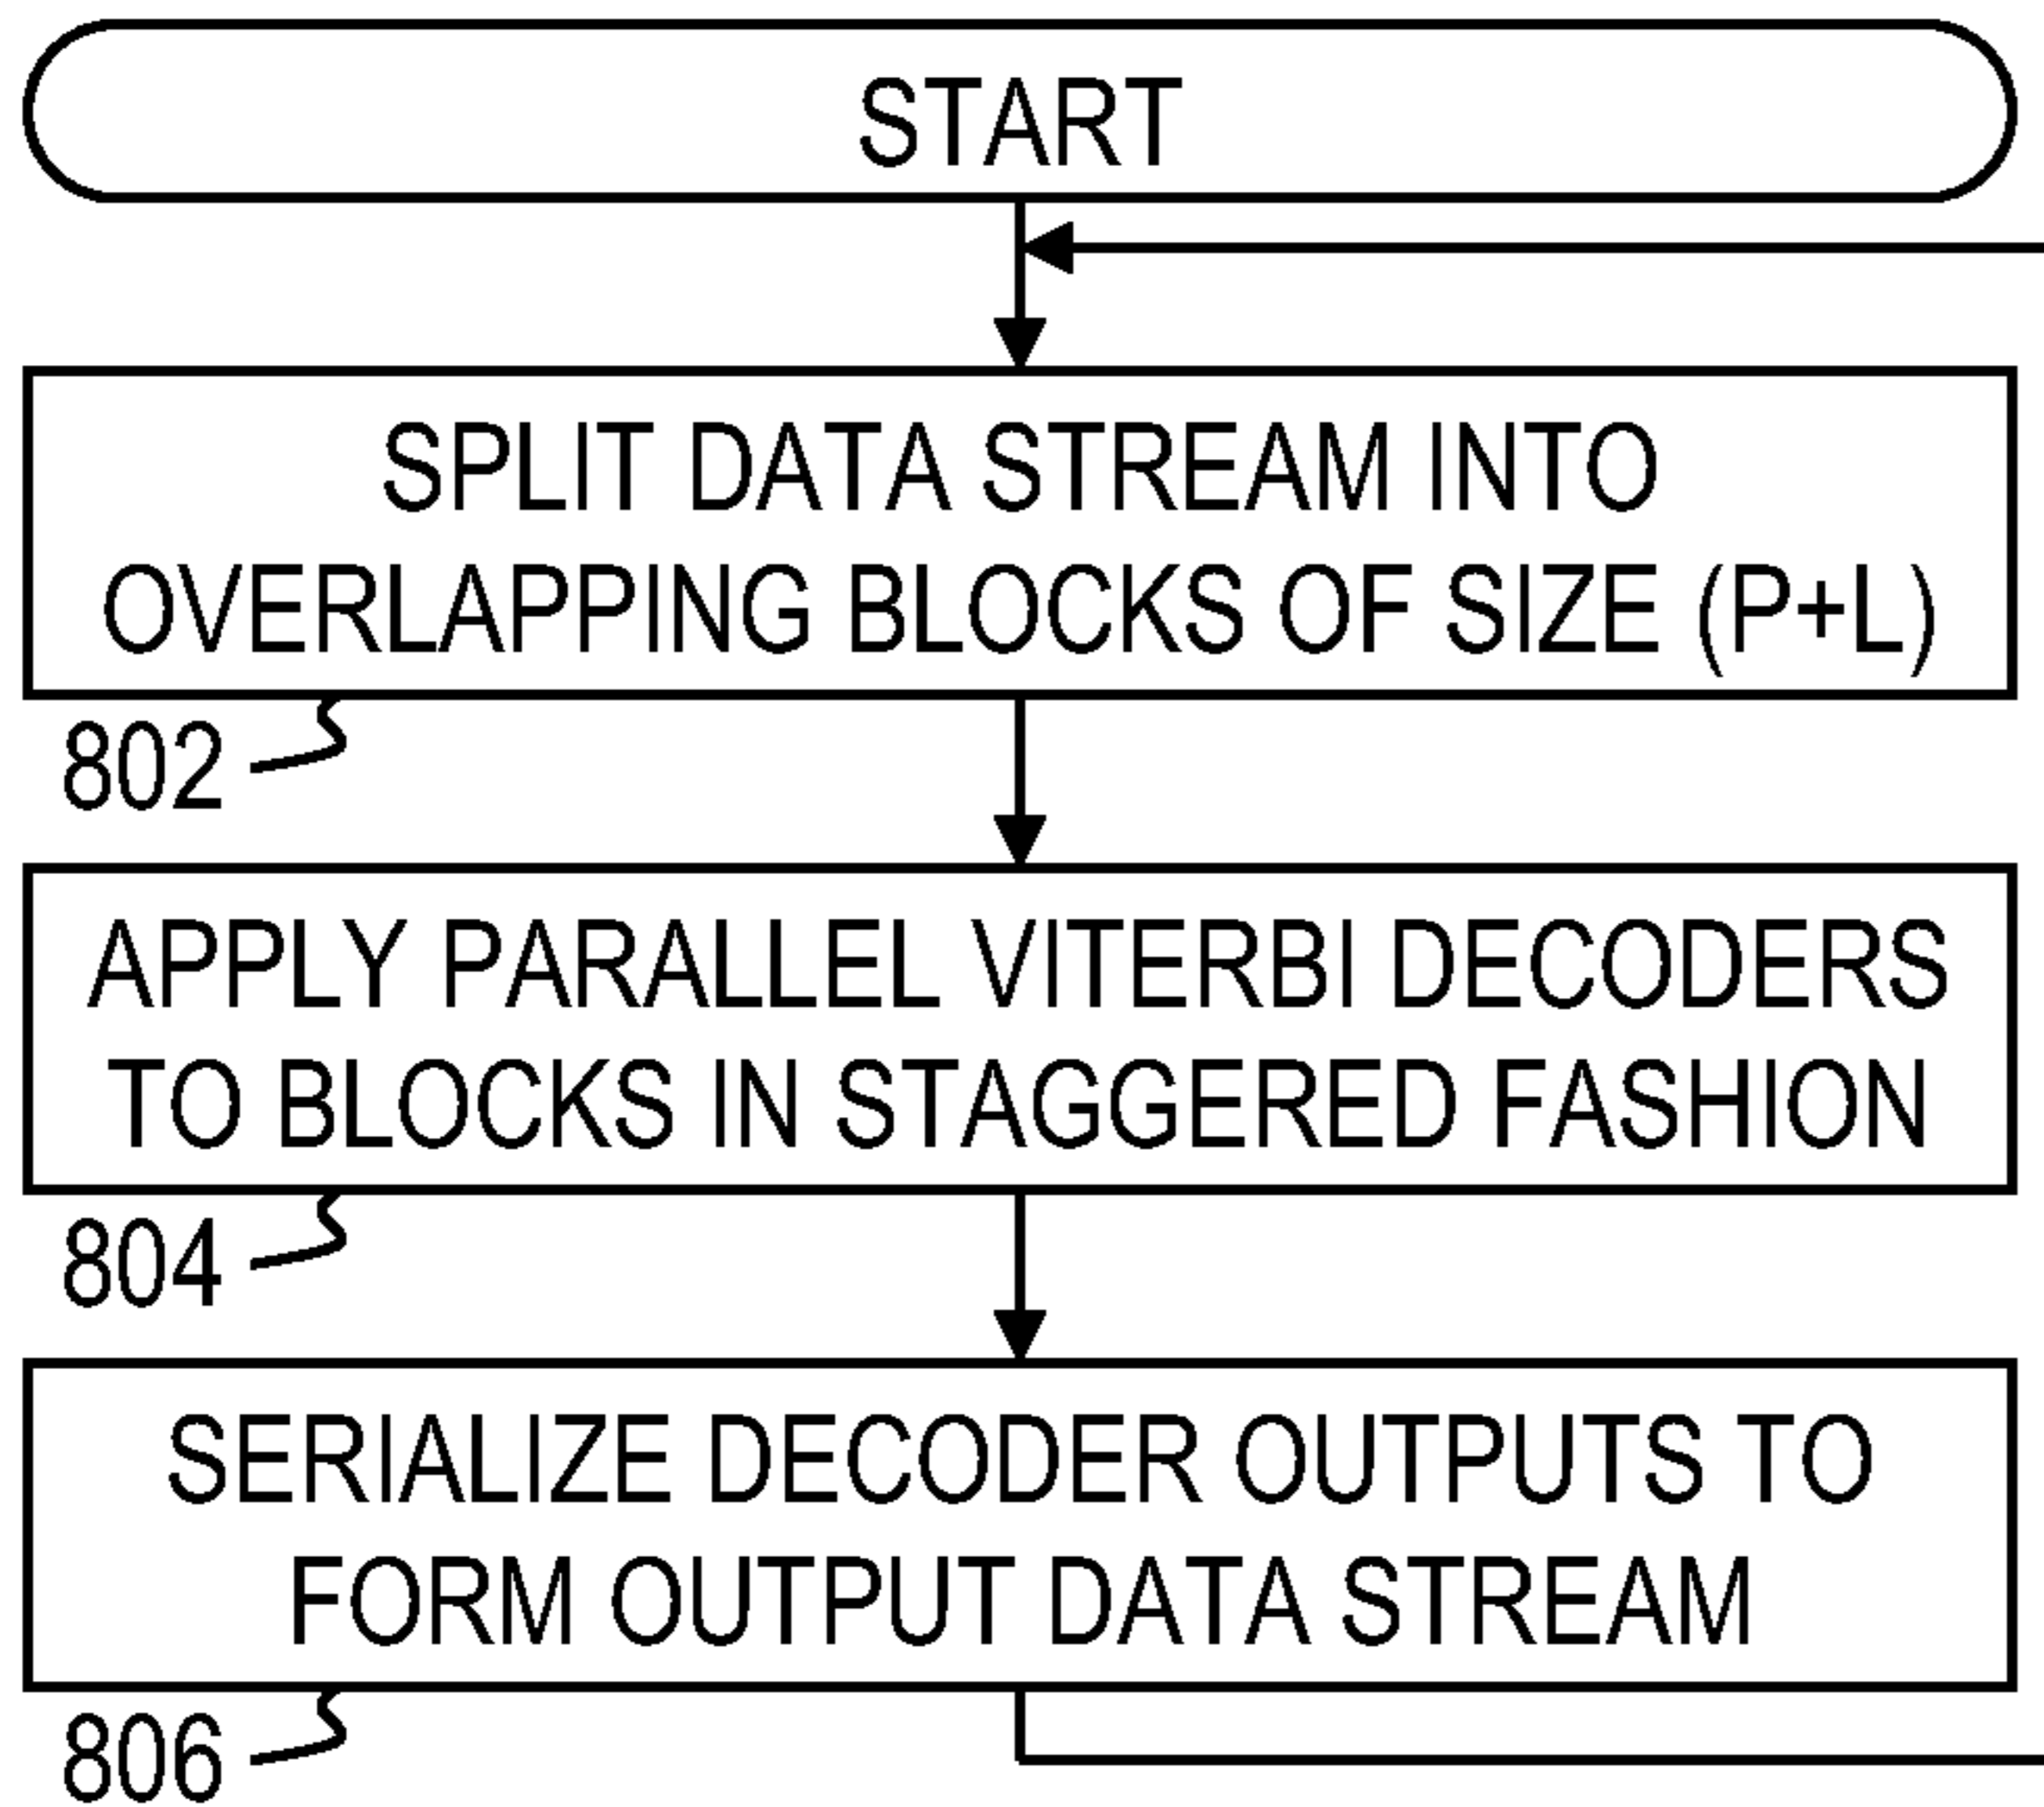 START
SPLIT DATA STREAM INTO
OVERLAPPING BLOCKS OF SIZE (P+L)
802
APPLY PARALLEL VITERBI DECODERS
TO BLOCKS IN STAGGERED FASHION
804
SERIALIZE DECODER OUTPUTS TO
FORM OUTPUT DATA STREAM
806